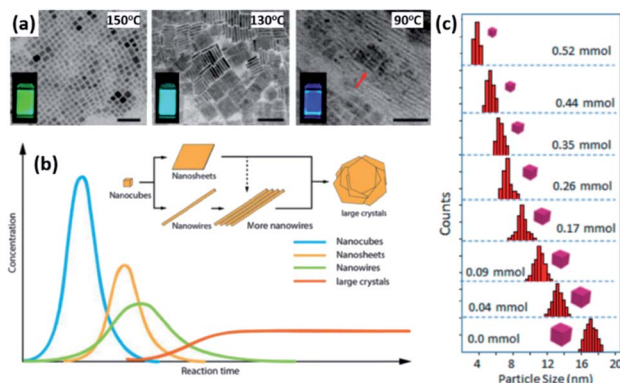 (a)
150°C
130°C
90°C
(b)
Concentration
Nanocubes
Nanosheets
Nanowires
More nanowires
large crystals
Nanocubes
Nanosheets
Nanowires
large crystals
Reaction time
(c)
Counts
0.52 mmol
0.44 mmol
0.35 mmol
0.26 mmol
0.17 mmol
0.09 mmol
0.04 mmol
0.0 mmol
4 8 12 16 20
Particle Size (nm)